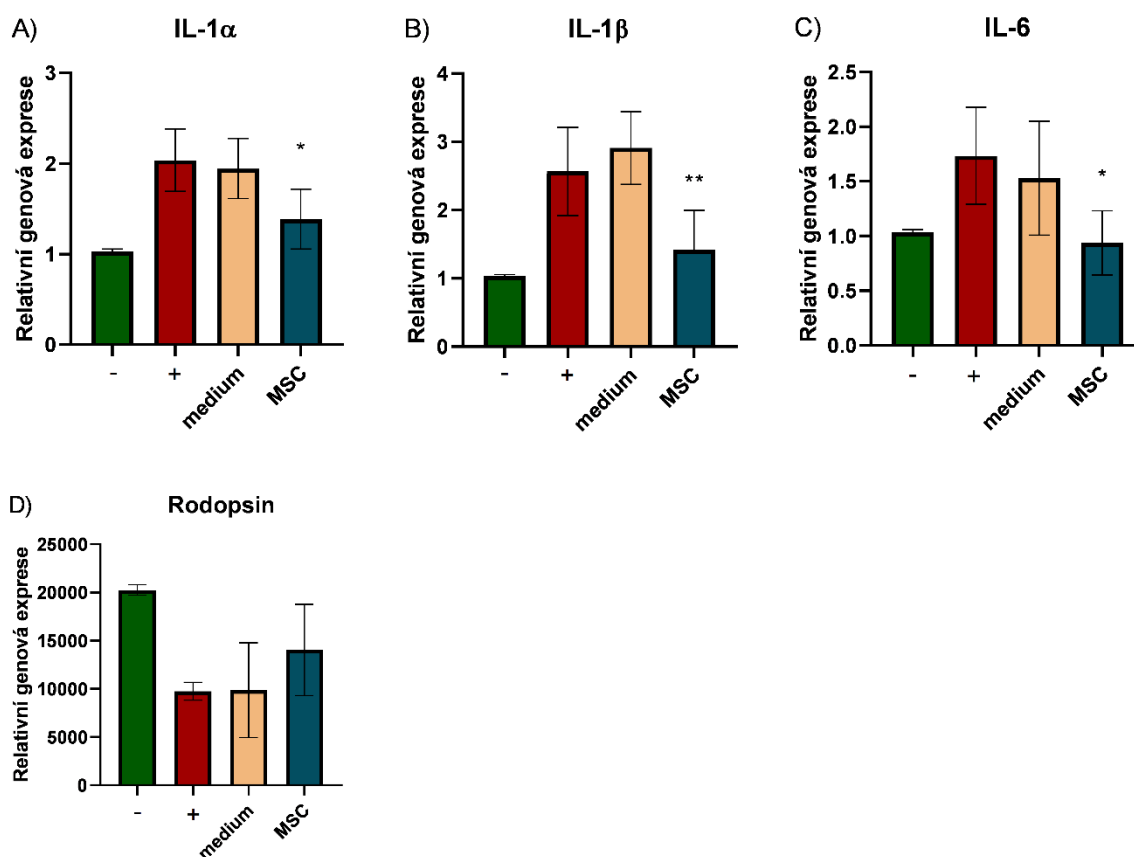 A)
IL-1α
Relativní genová exprese
3
2
1
0
*
-
+
medium
MSC
B)
IL-1β
Relativní genová exprese
4
3
2
1
0
**
-
+
medium
MSC
C)
IL-6
Relativní genová exprese
2.5
2.0
1.5
1.0
0.5
0.0
*
-
+
medium
MSC
D)
Rodopsin
Relativní genová exprese
25000
20000
15000
10000
5000
0
-
+
medium
MSC